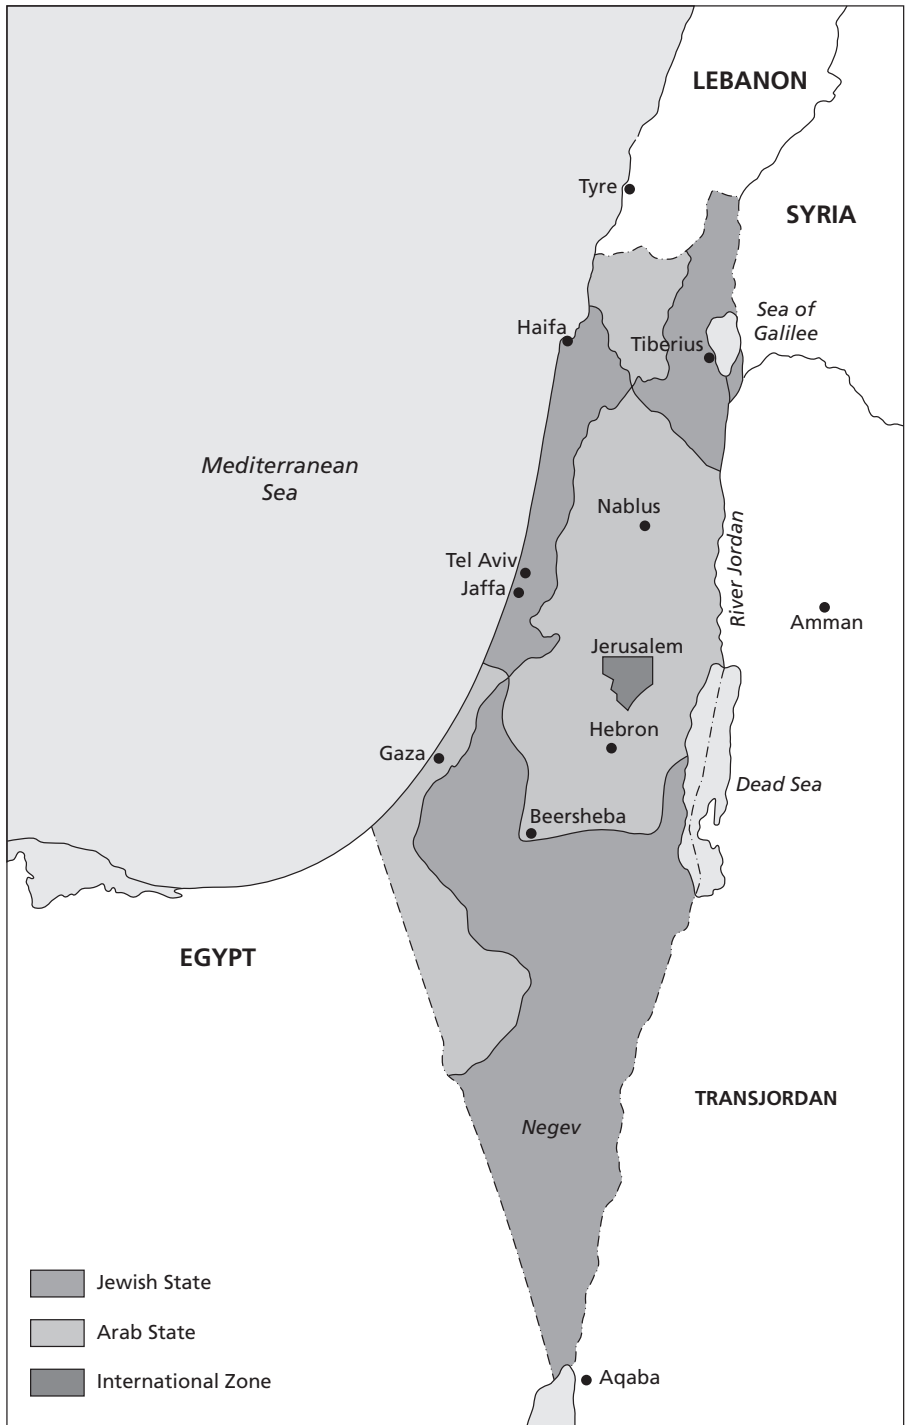 LEBANON
Tyre
SYRIA
Sea of
Galilee
Haifa
Tiberius
Mediterranean
Sea
Nablus
River Jordan
Tel Aviv
Jaffa
Amman
Jerusalem
Hebron
Gaza
Dead Sea
Beersheba
EGYPT
TRANSJORDAN
Negev
Jewish State
Arab State
International Zone
Aqaba